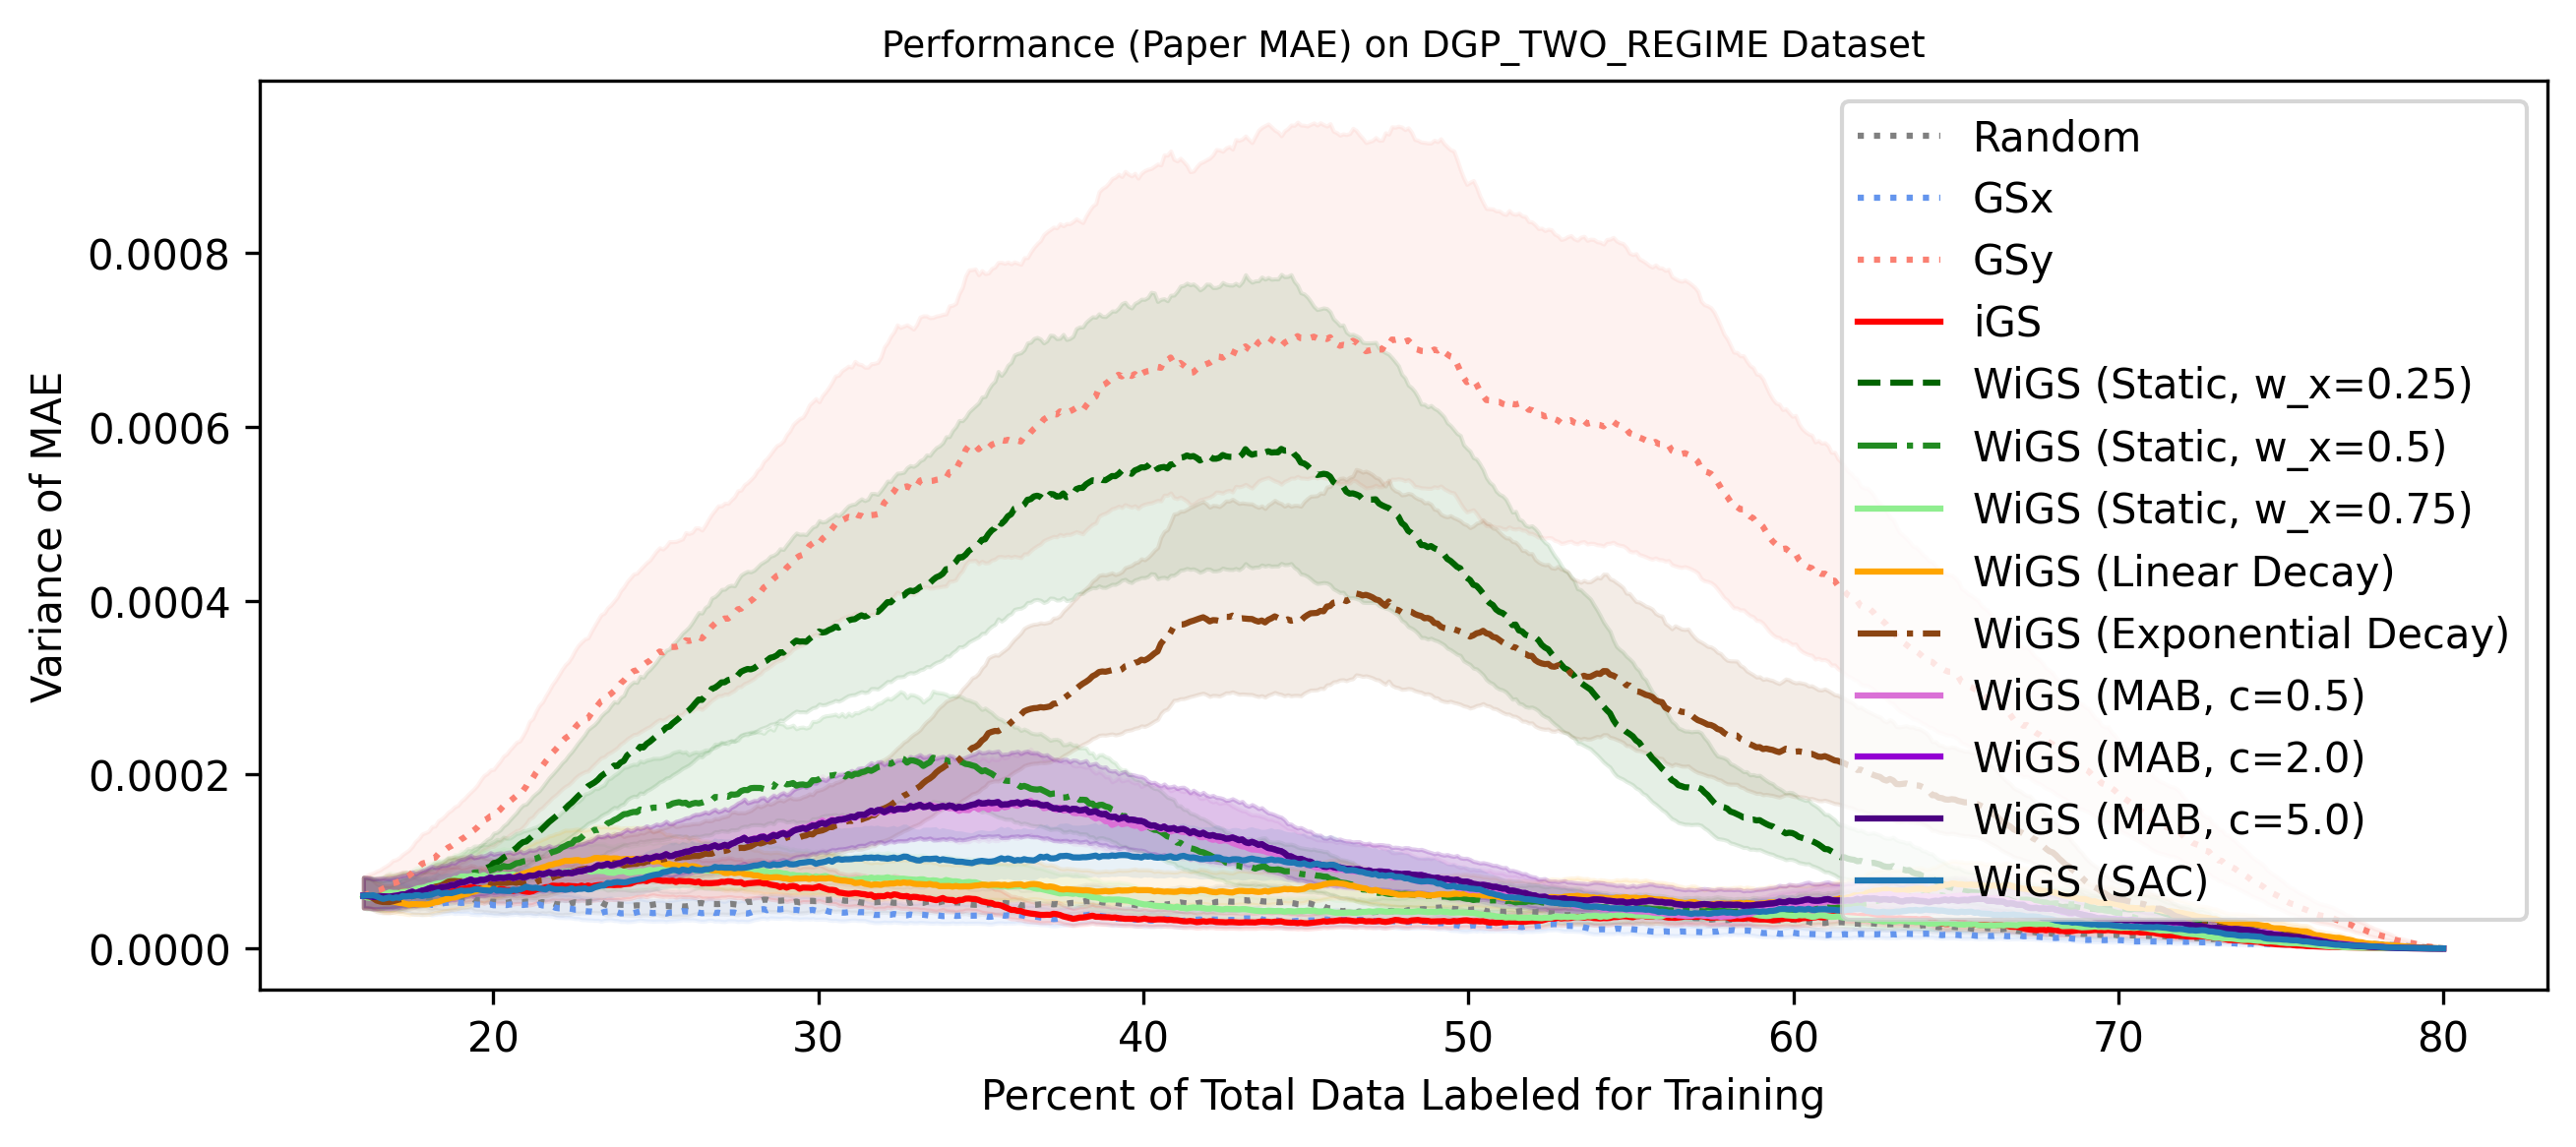 Performance (Paper MAE) on DGP_TWO_REGIME Dataset
Variance of MAE
0.0008
0.0006
0.0004
0.0002
0.0000
20 30 40 50 60 70 80
Percent of Total Data Labeled for Training
Random
GSx
GSy
iGS
WiGS (Static, w_x=0.25)
WiGS (Static, w_x=0.5)
WiGS (Static, w_x=0.75)
WiGS (Linear Decay)
WiGS (Exponential Decay)
WiGS (MAB, c=0.5)
WiGS (MAB, c=2.0)
WiGS (MAB, c=5.0)
WiGS (SAC)